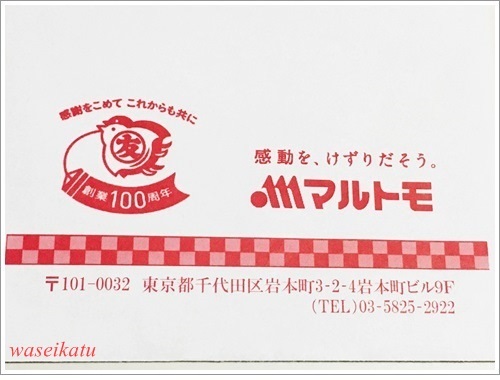 感謝をこめて これからも共に
友
創業100周年
感動を、けずりだそう。
マルトモ
〒101-0032 東京都千代田区岩本町3-2-4岩本町ビル9F
(TEL)03-5825-2922
waseikatu